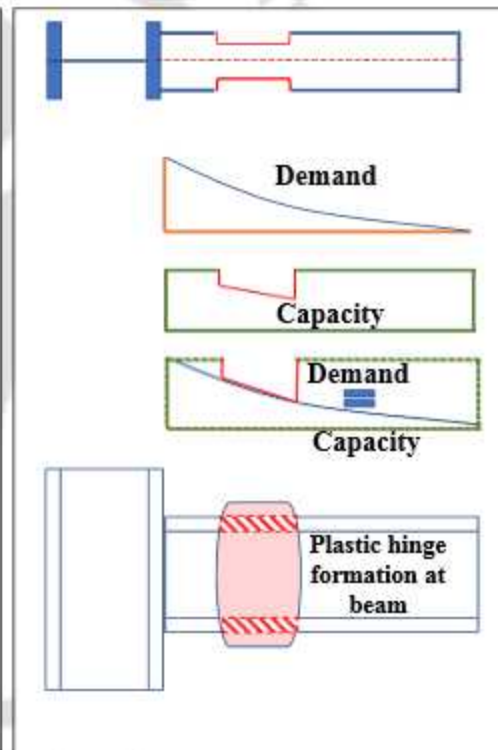 Demand
Capacity
Demand
=
Capacity
Plastic hinge
formation at
beam